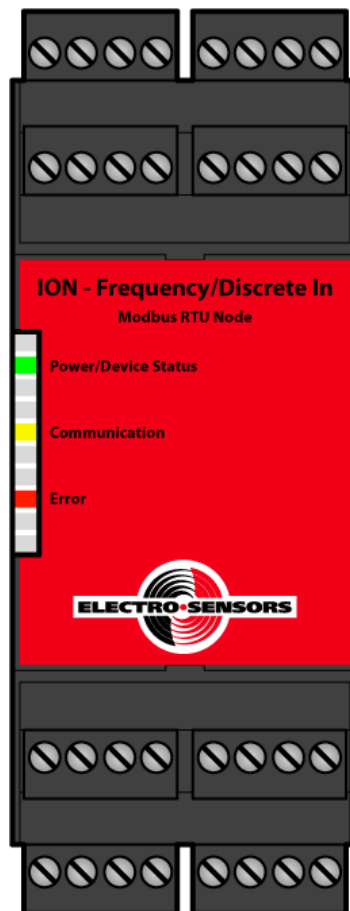 ION - Frequency/Discrete In
Modbus RTU Node
Power/Device Status
Communication
Error
ELECTRO•SENSORS